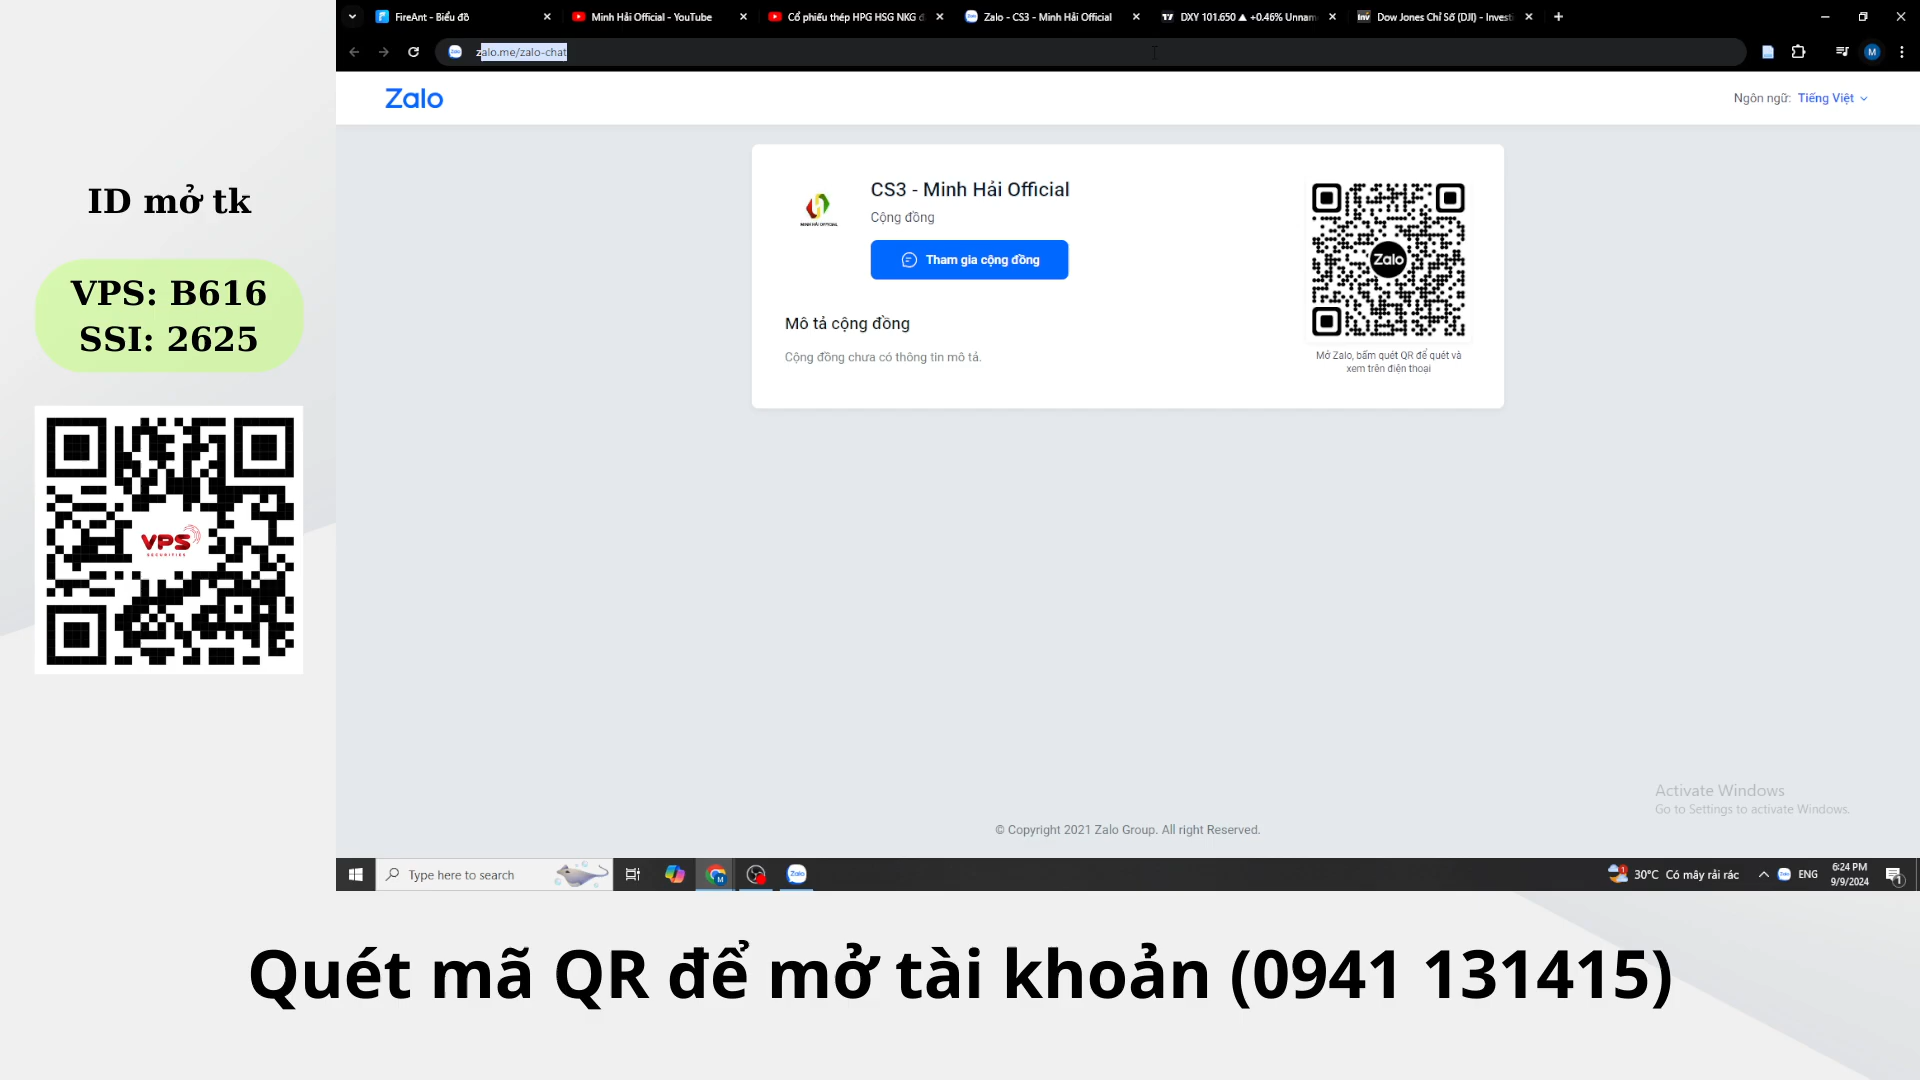 FireAnt - Biểu đồ
Minh Hải Official - YouTube
Cổ phiếu thép HPG HSG NKG
Zalo - CS3 - Minh Hải Official
DXY 101.650 ▲ +0.46% Unnam
Dow Jones Chỉ Số (DJI) - Investi
zalo.me/zalo-chat
M
Zalo
Ngôn ngữ: Tiếng Việt
ID mở tk
VPS: B616
SSI: 2625
VPS
SECURITIES
MINH HẢI OFFICIAL
CS3 - Minh Hải Official
Cộng đồng
Tham gia cộng đồng
Mô tả cộng đồng
Cộng đồng chưa có thông tin mô tả.
Zalo
Mở Zalo, bấm quét QR để quét và
xem trên điện thoại
Activate Windows
Go to Settings to activate Windows.
© Copyright 2021 Zalo Group. All right Reserved.
Type here to search
30°C Có mây rải rác
ENG
6:24 PM
9/9/2024
Quét mã QR để mở tài khoản (0941 131415)